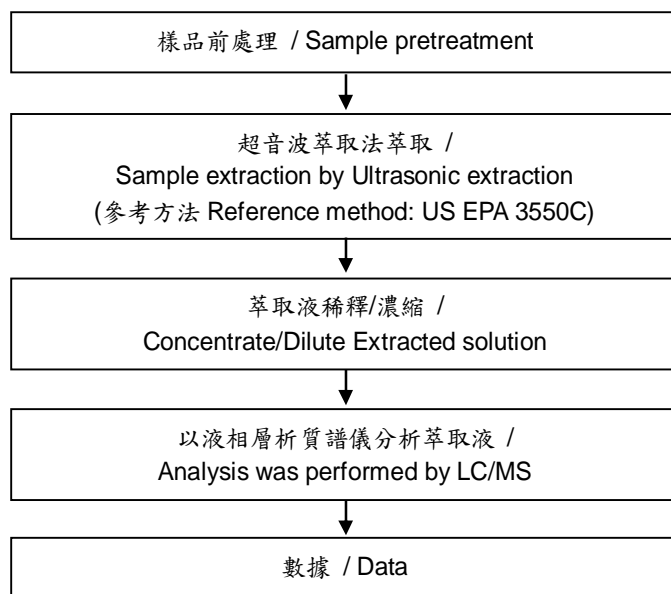 樣品前處理 / Sample pretreatment
超音波萃取法萃取 /
Sample extraction by Ultrasonic extraction
(參考方法 Reference method: US EPA 3550C)
萃取液稀釋/濃縮 /
Concentrate/Dilute Extracted solution
以液相層析質譜儀分析萃取液 /
Analysis was performed by LC/MS
數據 / Data